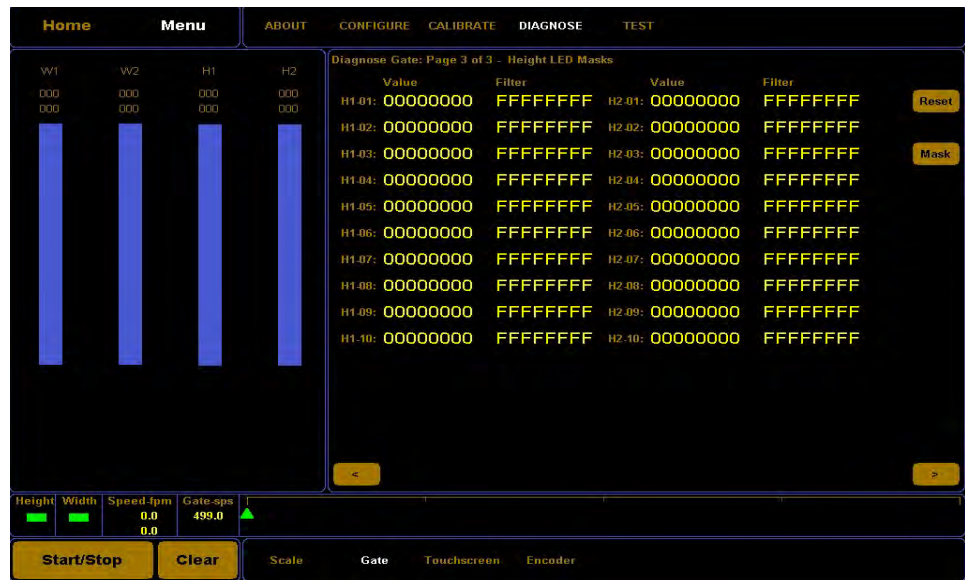 Home Menu ABOUT CONFIGURE CALIBRATE DIAGNOSE TEST
W1 W2 H1 H2
000 000 000 000
000 000 000 000
Diagnose Gate: Page 3 of 3 - Height LED Masks
Value Filter Value Filter
H1-01: 00000000 FFFFFFFF H2-01: 00000000 FFFFFFFF Reset
H1-02: 00000000 FFFFFFFF H2-02: 00000000 FFFFFFFF
H1-03: 00000000 FFFFFFFF H2-03: 00000000 FFFFFFFF Mask
H1-04: 00000000 FFFFFFFF H2-04: 00000000 FFFFFFFF
H1-05: 00000000 FFFFFFFF H2-05: 00000000 FFFFFFFF
H1-06: 00000000 FFFFFFFF H2-06: 00000000 FFFFFFFF
H1-07: 00000000 FFFFFFFF H2-07: 00000000 FFFFFFFF
H1-08: 00000000 FFFFFFFF H2-08: 00000000 FFFFFFFF
H1-09: 00000000 FFFFFFFF H2-09: 00000000 FFFFFFFF
H1-10: 00000000 FFFFFFFF H2-10: 00000000 FFFFFFFF
< >
Height Width Speed-fpm Gate-sps
0.0 499.0
0.0
Start/Stop Clear Scale Gate Touchscreen Encoder